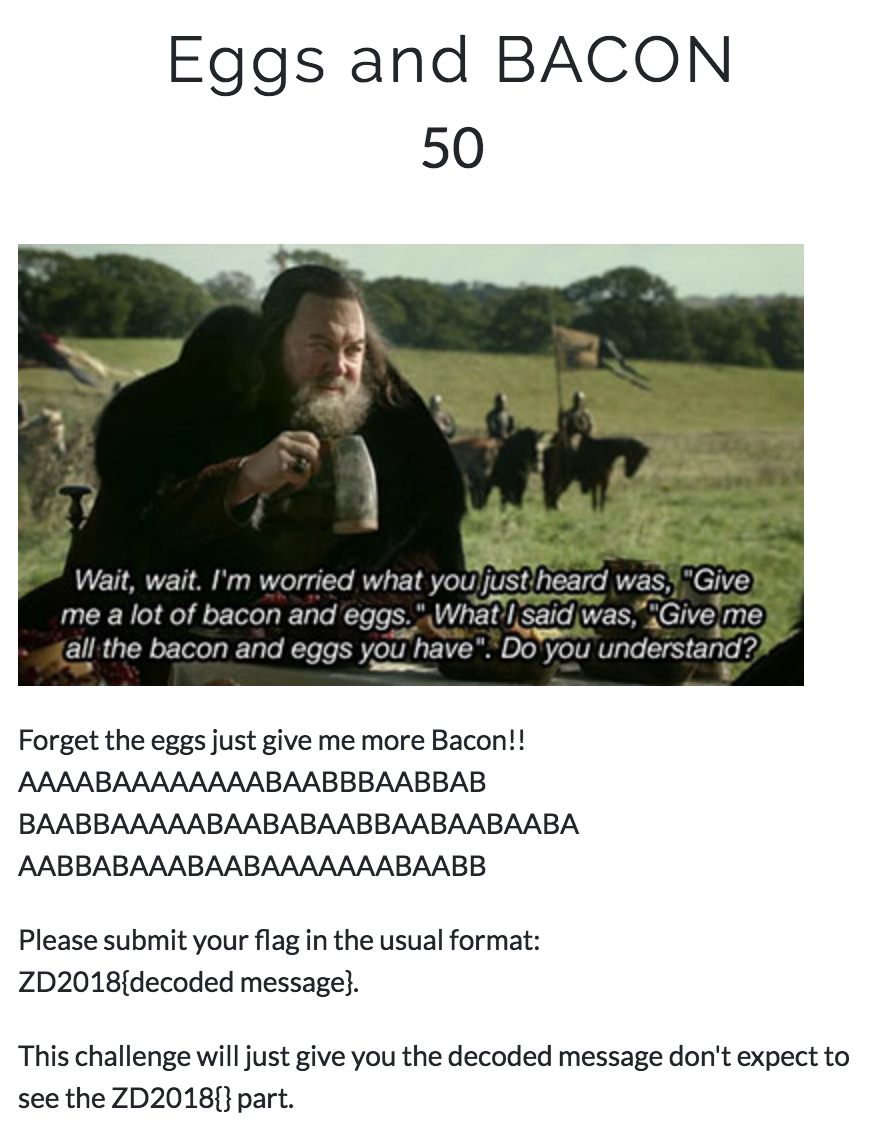 Eggs and BACON
50
Wait, wait. I'm worried what you just heard was, "Give
me a lot of bacon and eggs." What I said was, "Give me
all the bacon and eggs you have". Do you understand?
Forget the eggs just give me more Bacon!!
AAAABAAAAAAAABAABBBAABBAB
BAABBAAAAABAABABAABBAABAABAABA
AABBABAAABAABAAAAAAABAABB
Please submit your flag in the usual format:
ZD2018{decoded message}.
This challenge will just give you the decoded message don't expect to
see the ZD2018{} part.